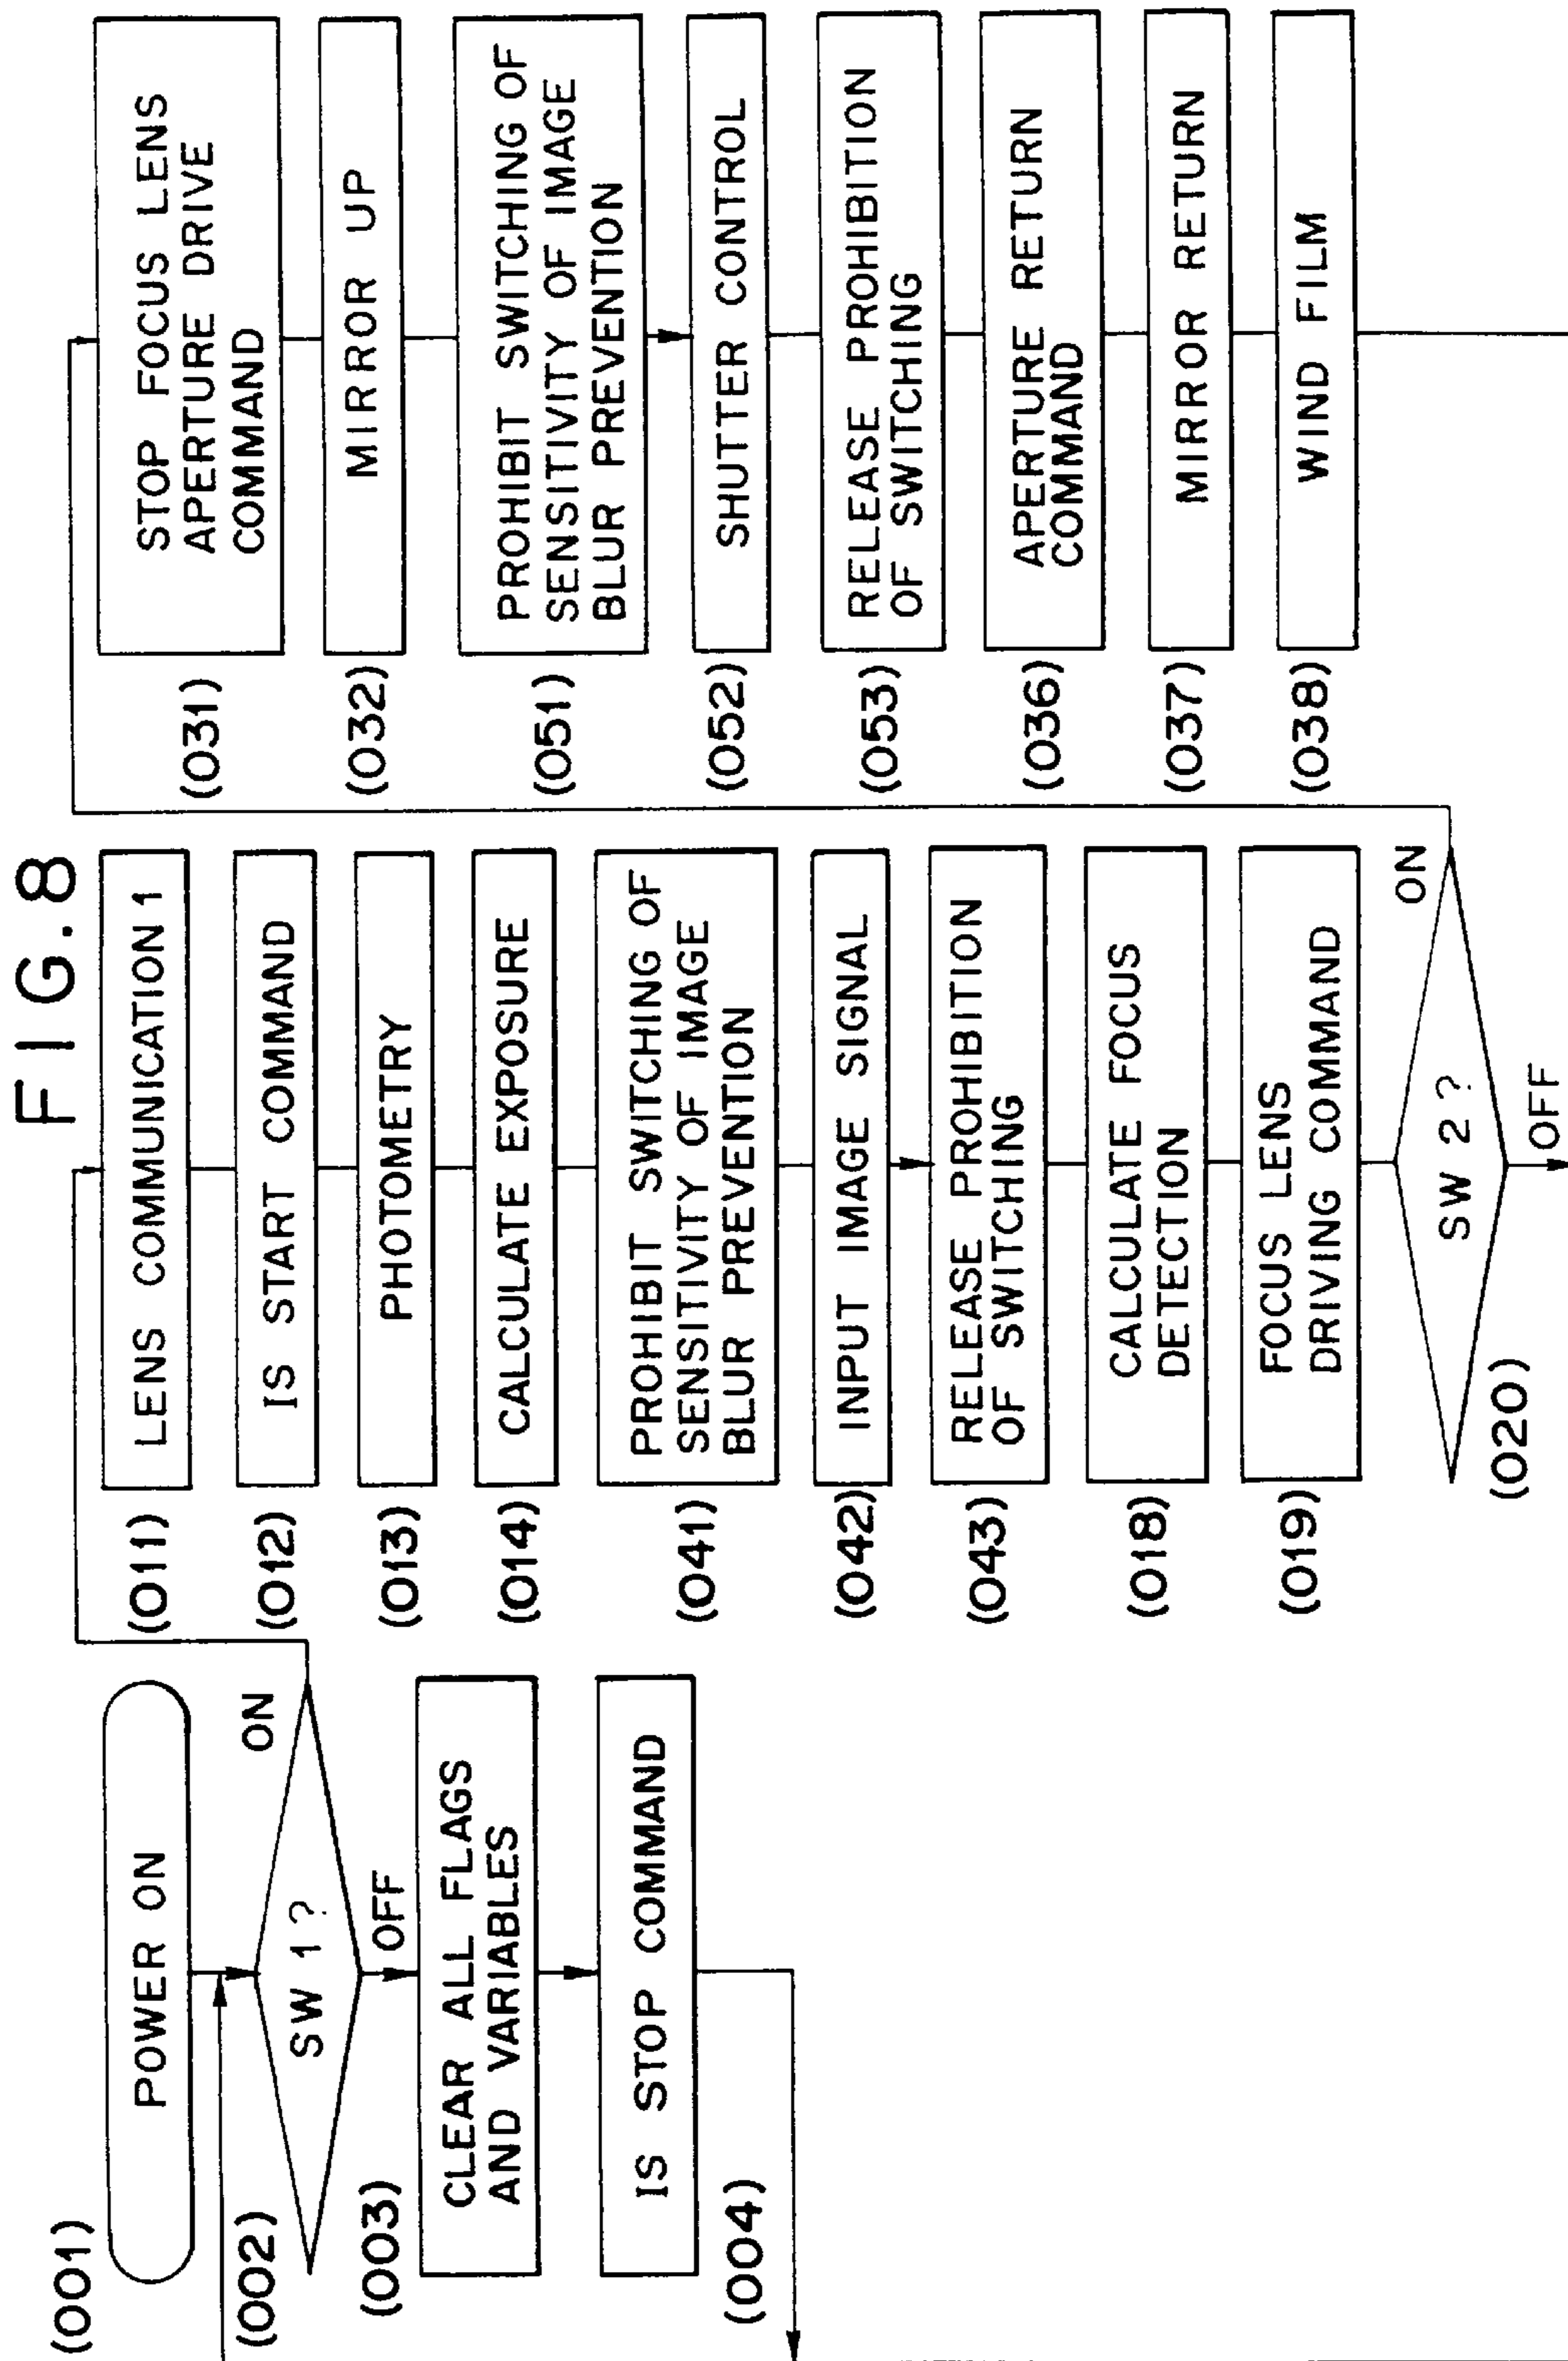 FIG.8
(001)
POWER ON
(002)
SW 1 ?
ON
OFF
(003)
CLEAR ALL FLAGS
AND VARIABLES
IS STOP COMMAND
(004)
(011)
LENS COMMUNICATION 1
(012)
IS START COMMAND
(013)
PHOTOMETRY
(014)
CALCULATE EXPOSURE
(041)
PROHIBIT SWITCHING OF
SENSITIVITY OF IMAGE
BLUR PREVENTION
(042)
INPUT IMAGE SIGNAL
(043)
RELEASE PROHIBITION
OF SWITCHING
(018)
CALCULATE FOCUS
DETECTION
(019)
FOCUS LENS
DRIVING COMMAND
(020)
SW 2 ?
ON
OFF
(031)
STOP FOCUS LENS
APERTURE DRIVE
COMMAND
(032)
MIRROR UP
(051)
PROHIBIT SWITCHING OF
SENSITIVITY OF IMAGE
BLUR PREVENTION
(052)
SHUTTER CONTROL
(053)
RELEASE PROHIBITION
OF SWITCHING
(036)
APERTURE RETURN
COMMAND
(037)
MIRROR RETURN
(038)
WIND FILM